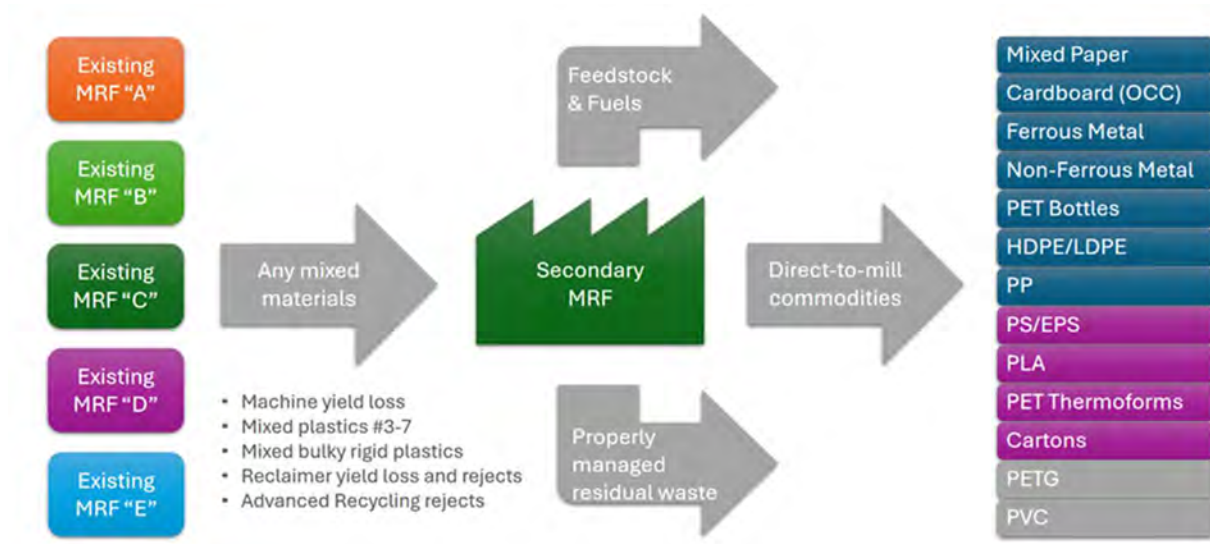 Existing
MRF “A”
Existing
MRF “B”
Existing
MRF “C”
Existing
MRF “D”
Existing
MRF “E”
Any mixed
materials
• Machine yield loss
• Mixed plastics #3-7
• Mixed bulky rigid plastics
• Reclaimer yield loss and rejects
• Advanced Recycling rejects
Feedstock
& Fuels
Secondary
MRF
Properly
managed
residual waste
Direct-to-mill
commodities
Mixed Paper
Cardboard (OCC)
Ferrous Metal
Non-Ferrous Metal
PET Bottles
HDPE/LDPE
PP
PS/EPS
PLA
PET Thermoforms
Cartons
PETG
PVC